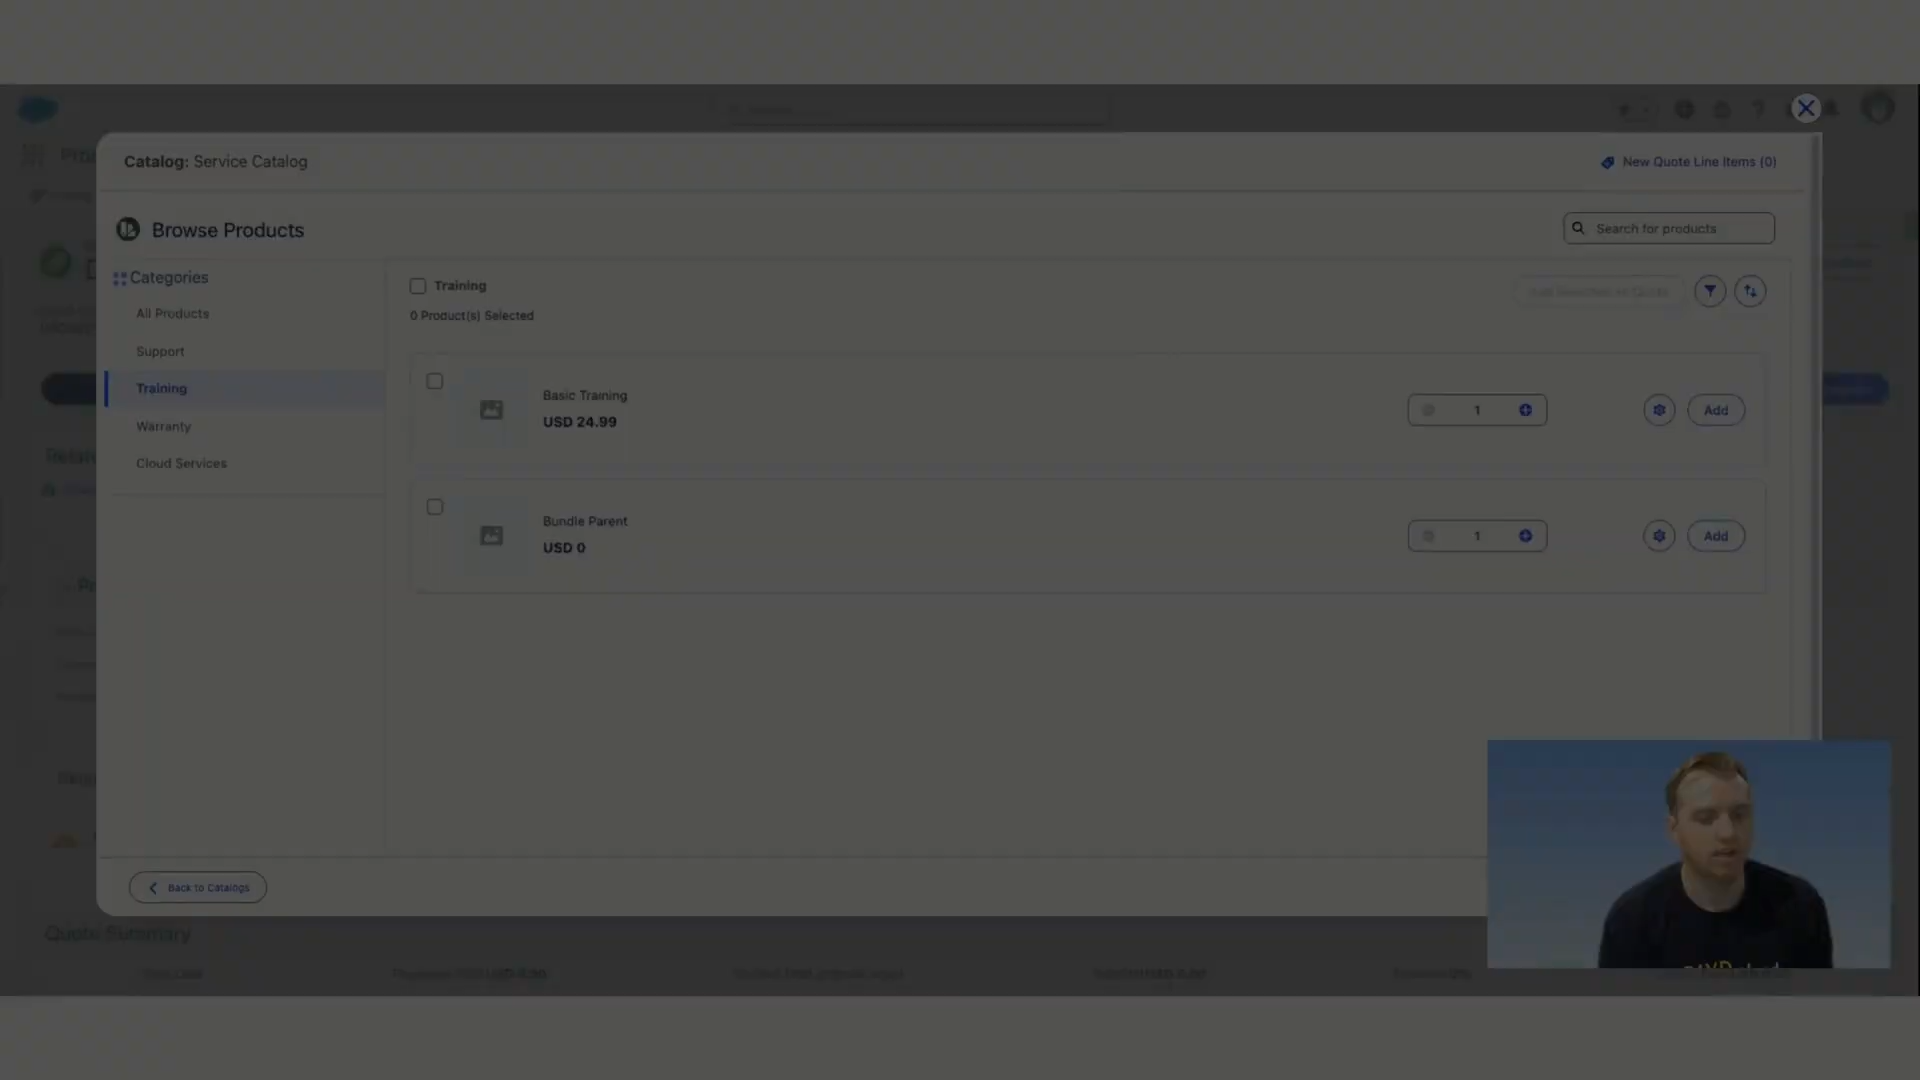 Catalog: Service Catalog
New Quote Line Items (0)
Browse Products
Search for products
Categories
All Products
Support
Training
Warranty
Cloud Services
Training
0 Product(s) Selected
Basic Training
USD 24.99
1
Add
Bundle Parent
USD 0
1
Add
Back to Catalogs
Quote Summary